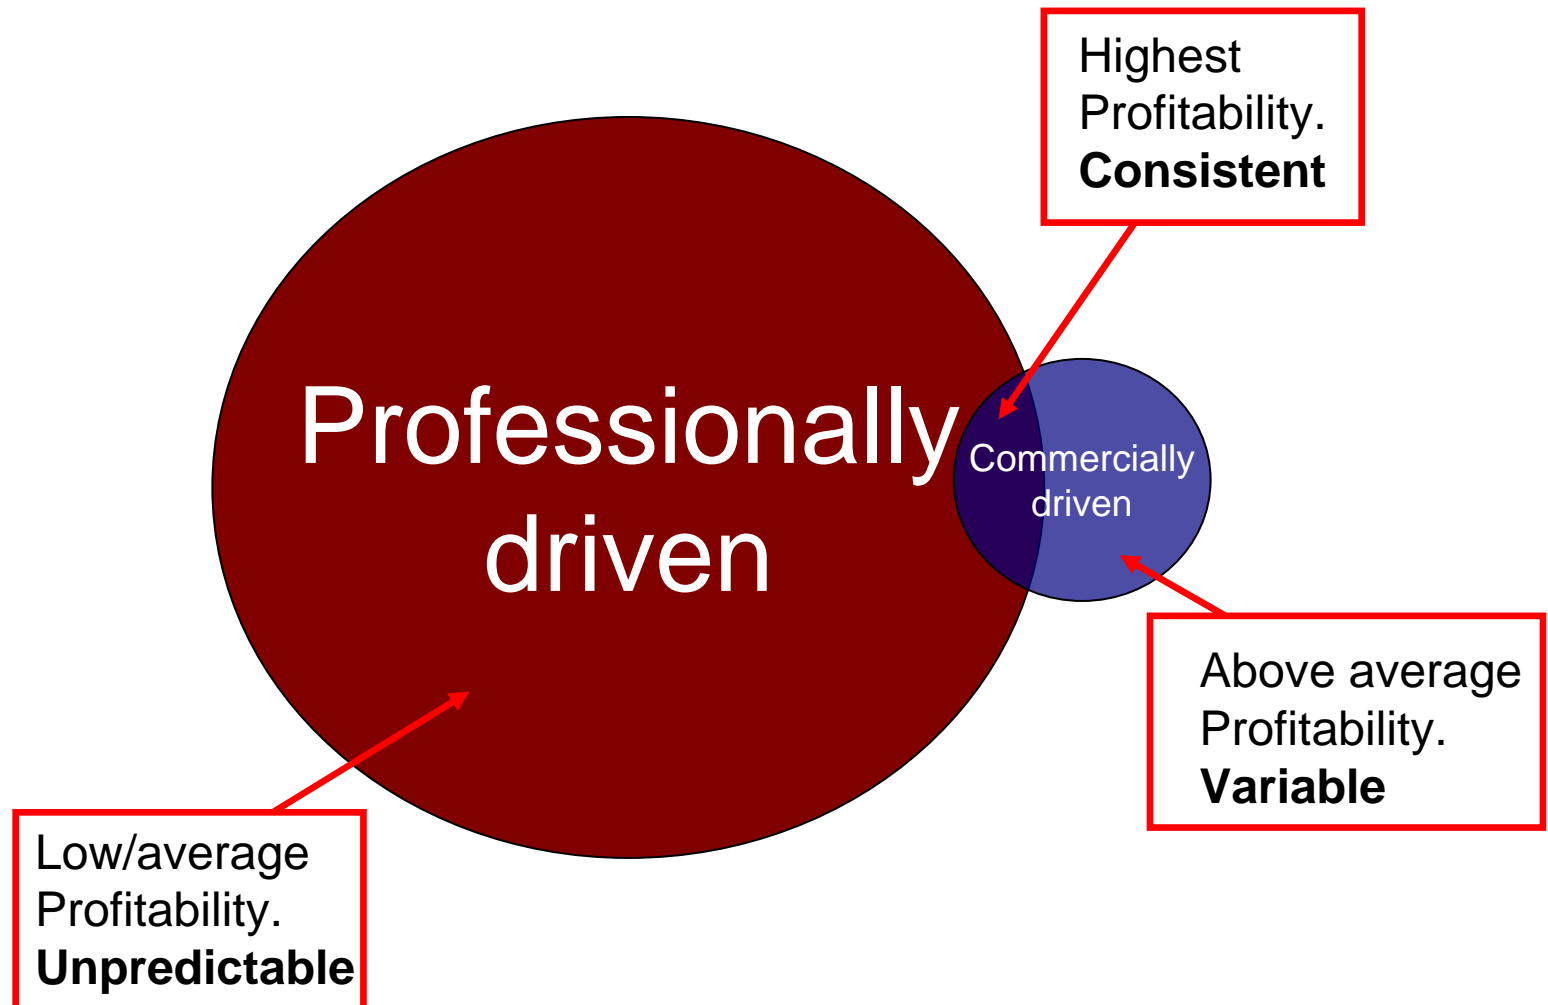 Highest
Profitability.
Consistent
Professionally
driven
Commercially
driven
Above average
Profitability.
Variable
Low/average
Profitability.
Unpredictable